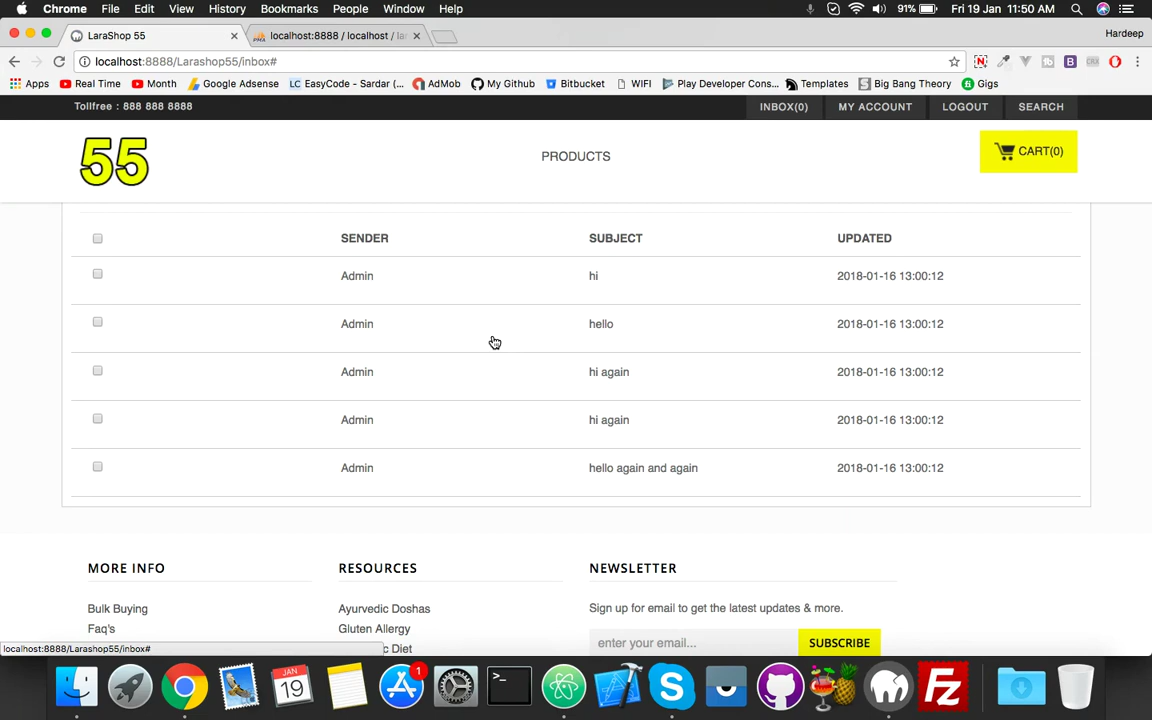 Chrome File Edit View History Bookmarks People Window Help 91% Fri 19 Jan 11:50 AM
LaraShop 55 localhost:8888 / localhost / lar Hardeep
localhost:8888/Larashop55/inbox#
Apps Real Time Month Google Adsense LC EasyCode - Sardar (... AdMob My Github Bitbucket WIFI Play Developer Cons... Templates Big Bang Theory Gigs
Tollfree : 888 888 8888 INBOX(0) MY ACCOUNT LOGOUT SEARCH
55 PRODUCTS CART(0)
SENDER SUBJECT UPDATED
Admin hi 2018-01-16 13:00:12
Admin hello 2018-01-16 13:00:12
Admin hi again 2018-01-16 13:00:12
Admin hi again 2018-01-16 13:00:12
Admin hello again and again 2018-01-16 13:00:12
MORE INFO RESOURCES NEWSLETTER
Bulk Buying Ayurvedic Doshas Sign up for email to get the latest updates & more.
Faq's Gluten Allergy enter your email... SUBSCRIBE
localhost:8888/Larashop55/inbox# c Diet
JAN
19
1